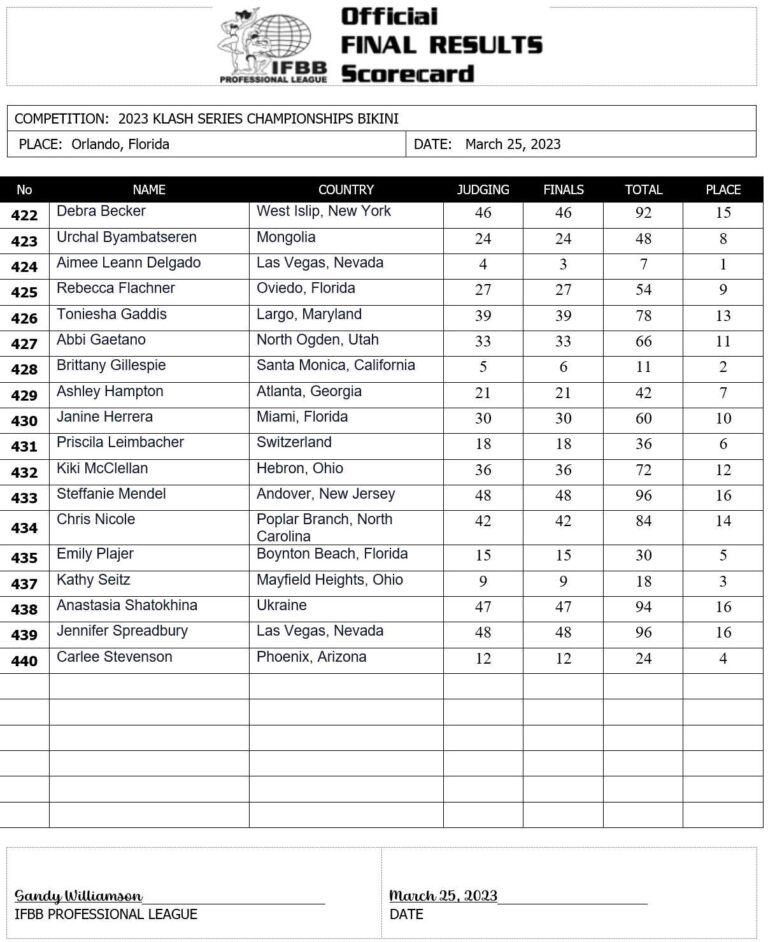 Official
FINAL RESULTS
Scorecard
IFBB
PROFESSIONAL LEAGUE
COMPETITION: 2023 KLASH SERIES CHAMPIONSHIPS BIKINI
PLACE: Orlando, Florida DATE: March 25, 2023
No NAME COUNTRY JUDGING FINALS TOTAL PLACE
422 Debra Becker West Islip, New York 46 46 92 15
423 Urchal Byambatseren Mongolia 24 24 48 8
424 Aimee Leann Delgado Las Vegas, Nevada 4 3 7 1
425 Rebecca Flachner Oviedo, Florida 27 27 54 9
426 Toniesha Gaddis Largo, Maryland 39 39 78 13
427 Abbi Gaetano North Ogden, Utah 33 33 66 11
428 Brittany Gillespie Santa Monica, California 5 6 11 2
429 Ashley Hampton Atlanta, Georgia 21 21 42 7
430 Janine Herrera Miami, Florida 30 30 60 10
431 Priscila Leimbacher Switzerland 18 18 36 6
432 Kiki McClellan Hebron, Ohio 36 36 72 12
433 Steffanie Mendel Andover, New Jersey 48 48 96 16
434 Chris Nicole Poplar Branch, North 42 42 84 14
Carolina
435 Emily Plajer Boynton Beach, Florida 15 15 30 5
437 Kathy Seitz Mayfield Heights, Ohio 9 9 18 3
438 Anastasia Shatokhina Ukraine 47 47 94 16
439 Jennifer Spreadbury Las Vegas, Nevada 48 48 96 16
440 Carlee Stevenson Phoenix, Arizona 12 12 24 4
Sandy Williamson March 25, 2023
IFBB PROFESSIONAL LEAGUE DATE